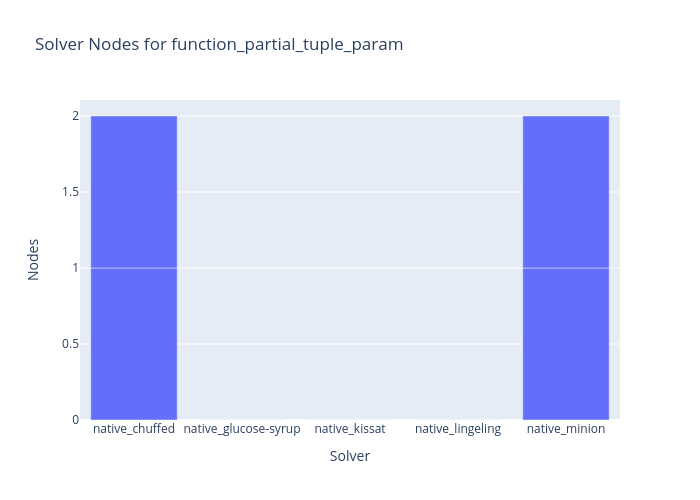 Solver Nodes for function_partial_tuple_param
Nodes
2
1.5
1
0.5
0
native_chuffed native_glucose-syrup native_kissat native_lingeling native_minion
Solver